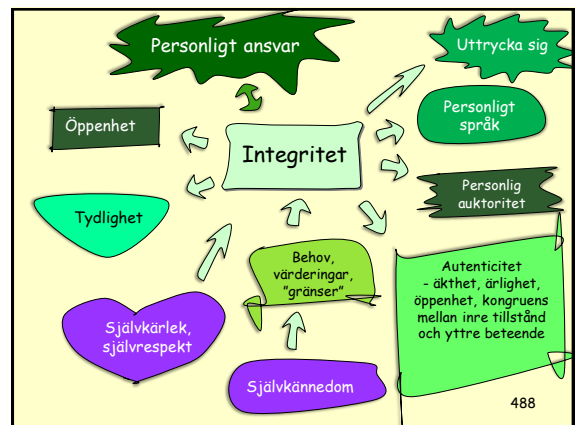 Personligt ansvar
Uttrycka sig
Öppenhet
Personligt
språk
Integritet
Personlig
auktoritet
Tydlighet
Behov,
värderingar,
"gränser"
Autenticitet
- äkthet, ärlighet,
öppenhet, kongruens
mellan inre tillstånd
och yttre beteende
Självkärlek,
självrespekt
Självkännedom
488